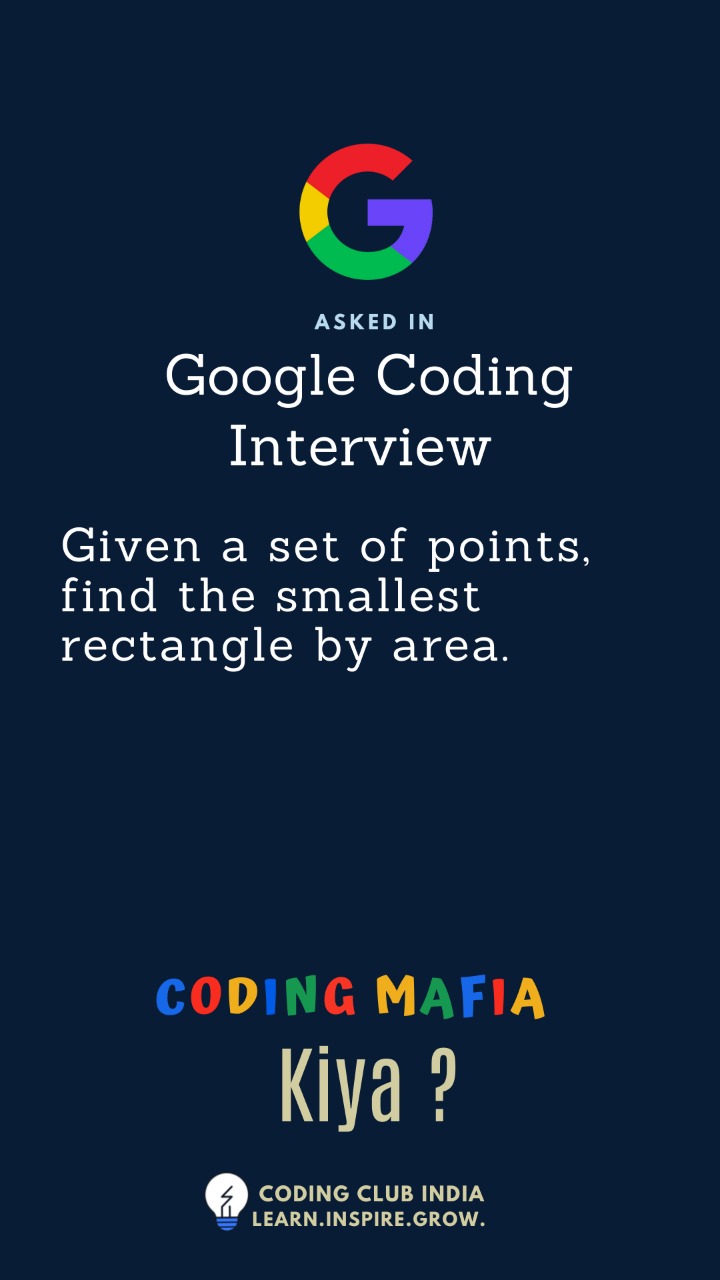 ASKED IN
Google Coding
Interview
Given a set of points,
find the smallest
rectangle by area.
CODING MAFIA
Kiya ?
CODING CLUB INDIA
LEARN.INSPIRE.GROW.